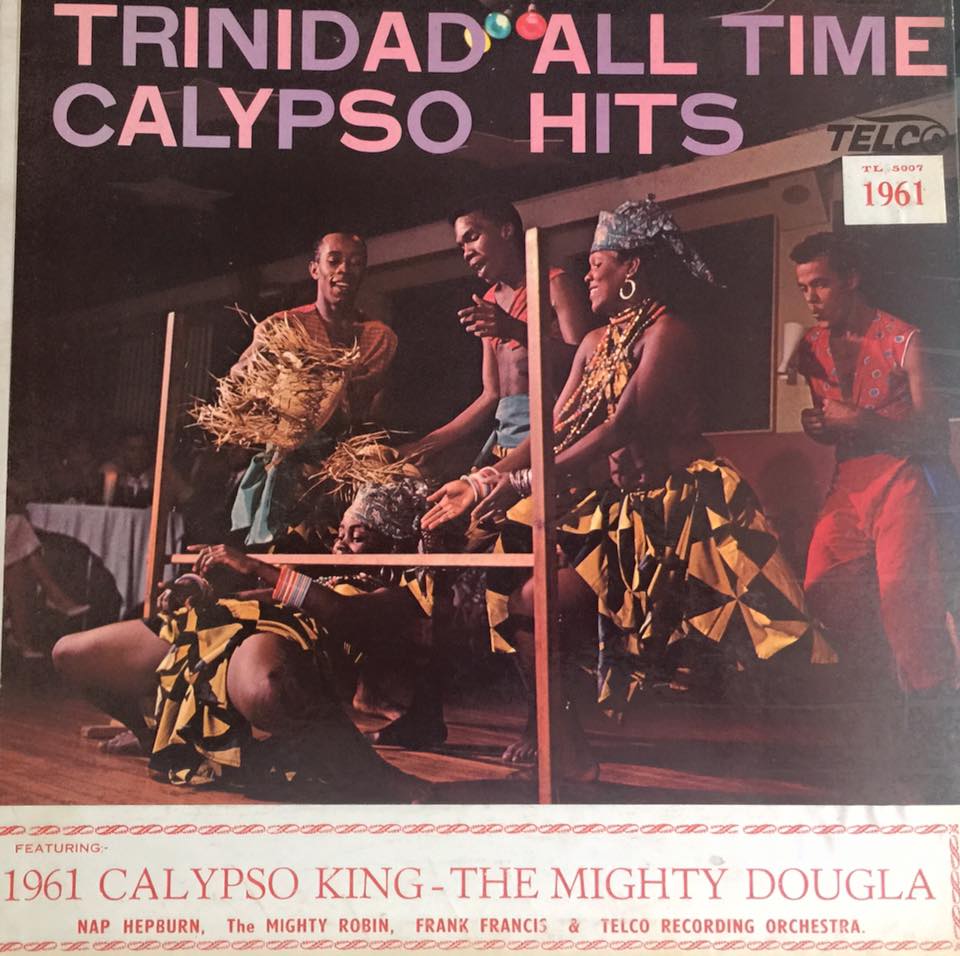 TRINIDAD ALL TIME
CALYPSO HITS
TELCO
TL 5007
1961
FEATURING:-
1961 CALYPSO KING - THE MIGHTY DOUGLA
NAP HEPBURN, The MIGHTY ROBIN, FRANK FRANCIS & TELCO RECORDING ORCHESTRA.